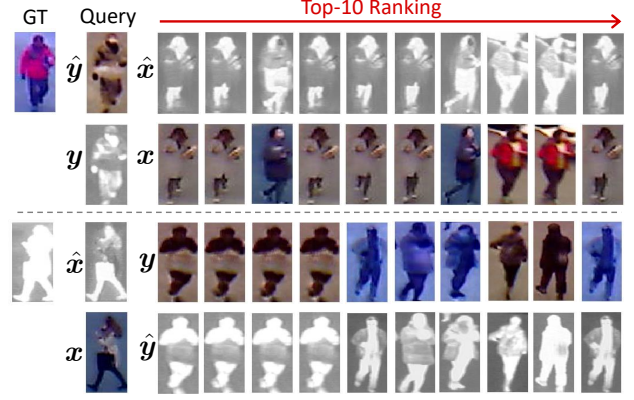 Top-10 Ranking
GT Query
ŷ x̂
y x
x̂ y
x ŷ